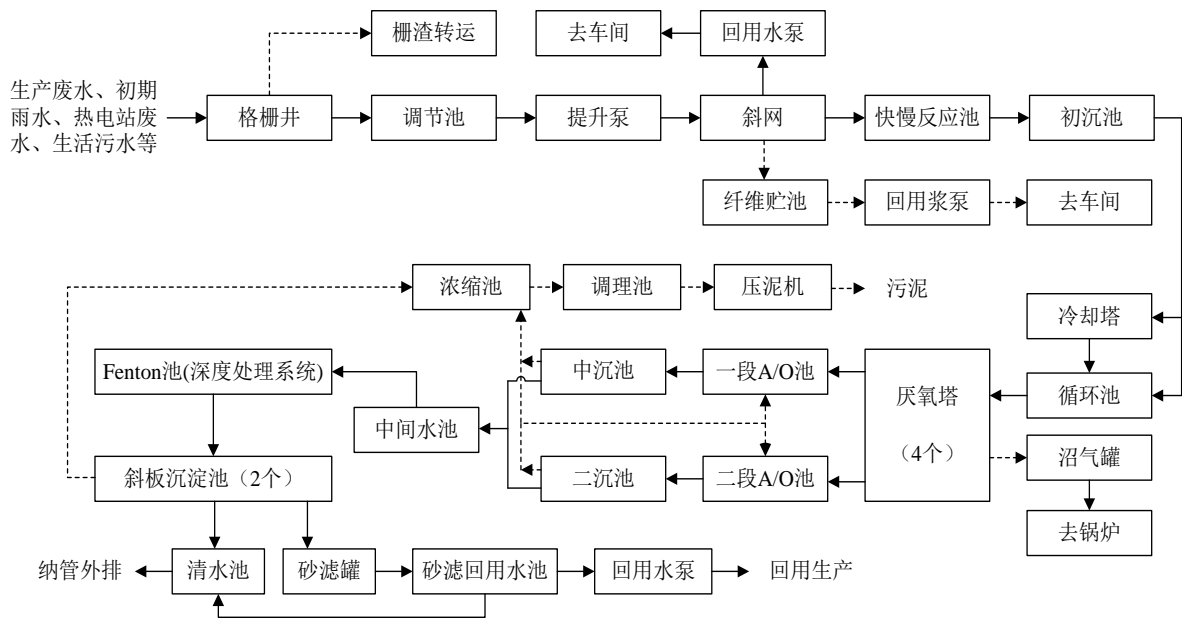 栅渣转运
去车间
回用水泵
生产废水、初期
雨水、热电站废
水、生活污水等
格栅井
调节池
提升泵
斜网
快慢反应池
初沉池
纤维贮池
回用浆泵
去车间
浓缩池
调理池
压泥机
污泥
冷却塔
Fenton池(深度处理系统)
中沉池
一段A/O池
厌氧塔
（4个）
循环池
中间水池
沼气罐
斜板沉淀池（2个）
二沉池
二段A/O池
去锅炉
纳管外排
清水池
砂滤罐
砂滤回用水池
回用水泵
回用生产